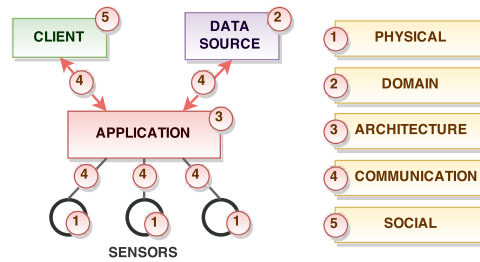 CLIENT
5
DATA
SOURCE
2
4
4
APPLICATION
3
4
4
4
1
1
1
SENSORS
1
PHYSICAL
2
DOMAIN
3
ARCHITECTURE
4
COMMUNICATION
5
SOCIAL